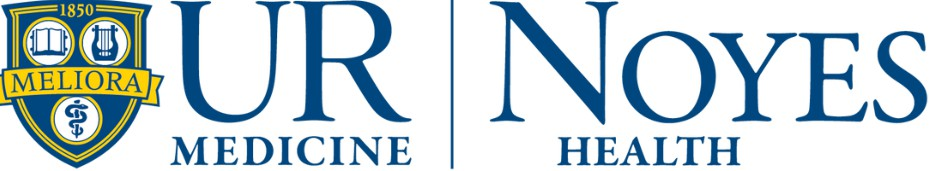 1850
MELIORA
UR
MEDICINE
NOYES
HEALTH